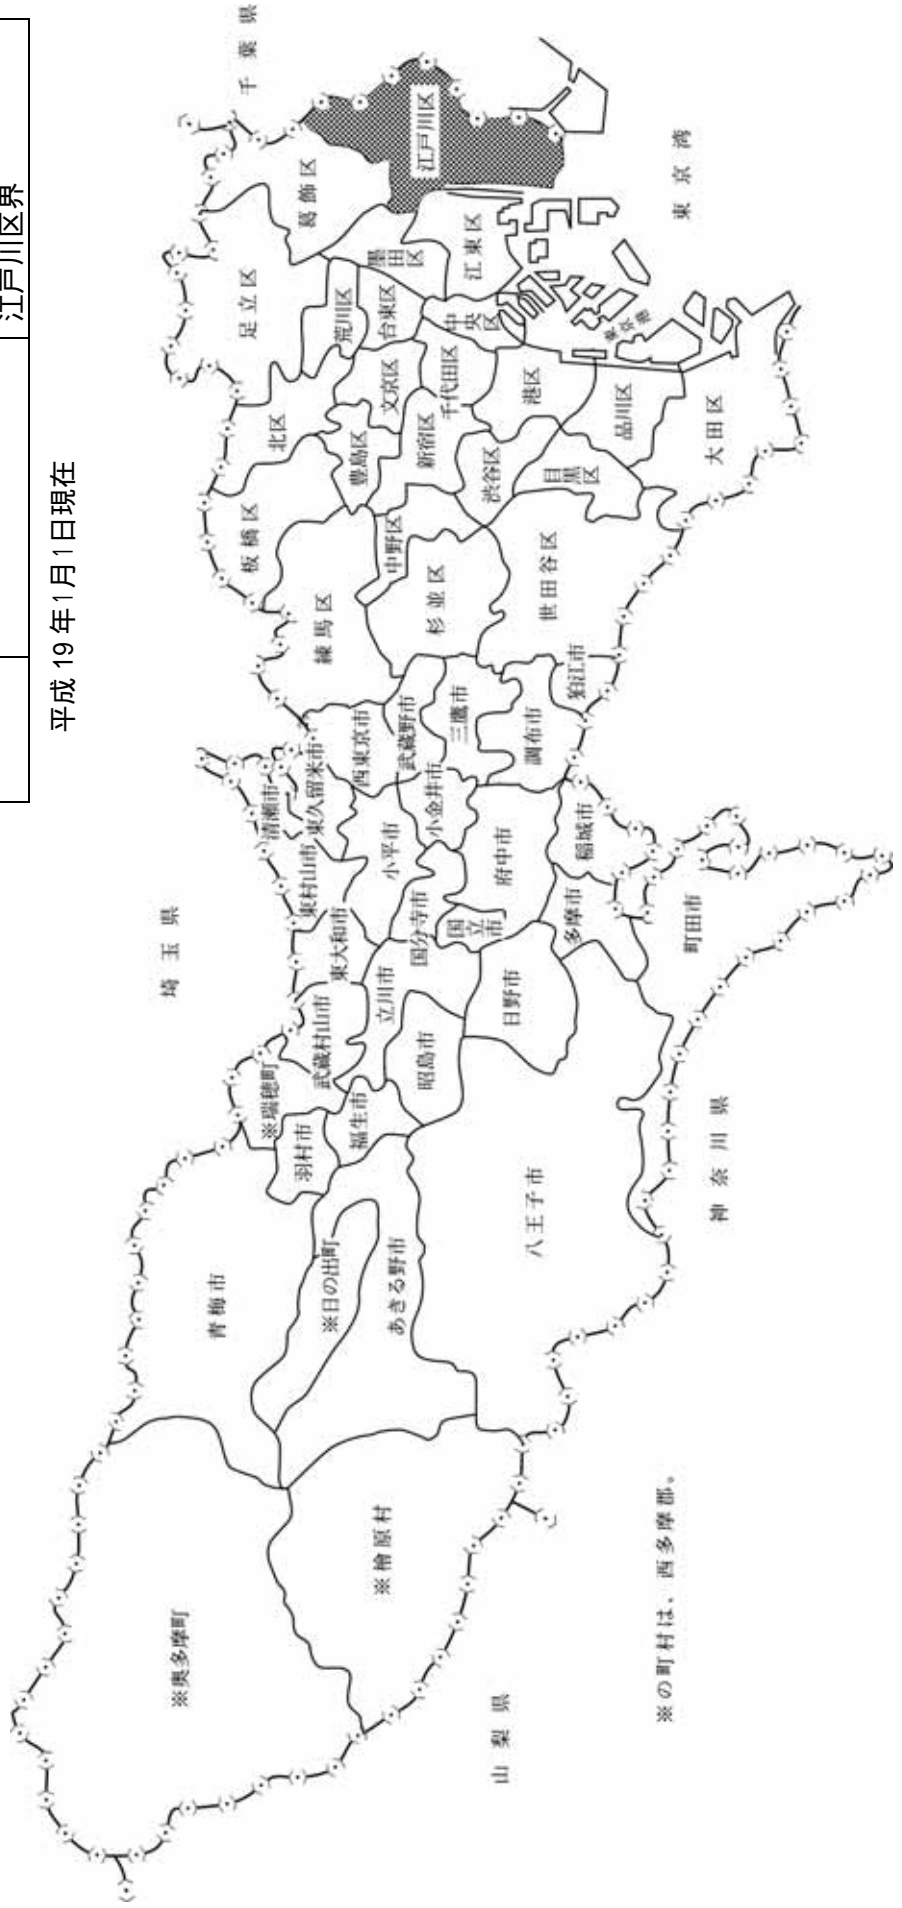 江戸川区界
平成19年1月1日現在
埼玉県
千葉県
※奥多摩町
青梅市
※瑞穂町
羽村市
※日の出町
あきる野市
※檜原村
福生市
武蔵村山市
東大和市
東村山市
清瀬市
東久留米市
西東京市
小平市
立川市
昭島市
国分寺市
国立市
小金井市
武蔵野市
三鷹市
府中市
調布市
狛江市
日野市
多摩市
稲城市
八王子市
町田市
板橋区
練馬区
北区
足立区
葛飾区
江戸川区
荒川区
台東区
墨田区
豊島区
文京区
中野区
新宿区
千代田区
中央区
江東区
杉並区
渋谷区
港区
世田谷区
目黒区
品川区
大田区
東京港
東京湾
山梨県
神奈川県
※の町村は、西多摩郡。